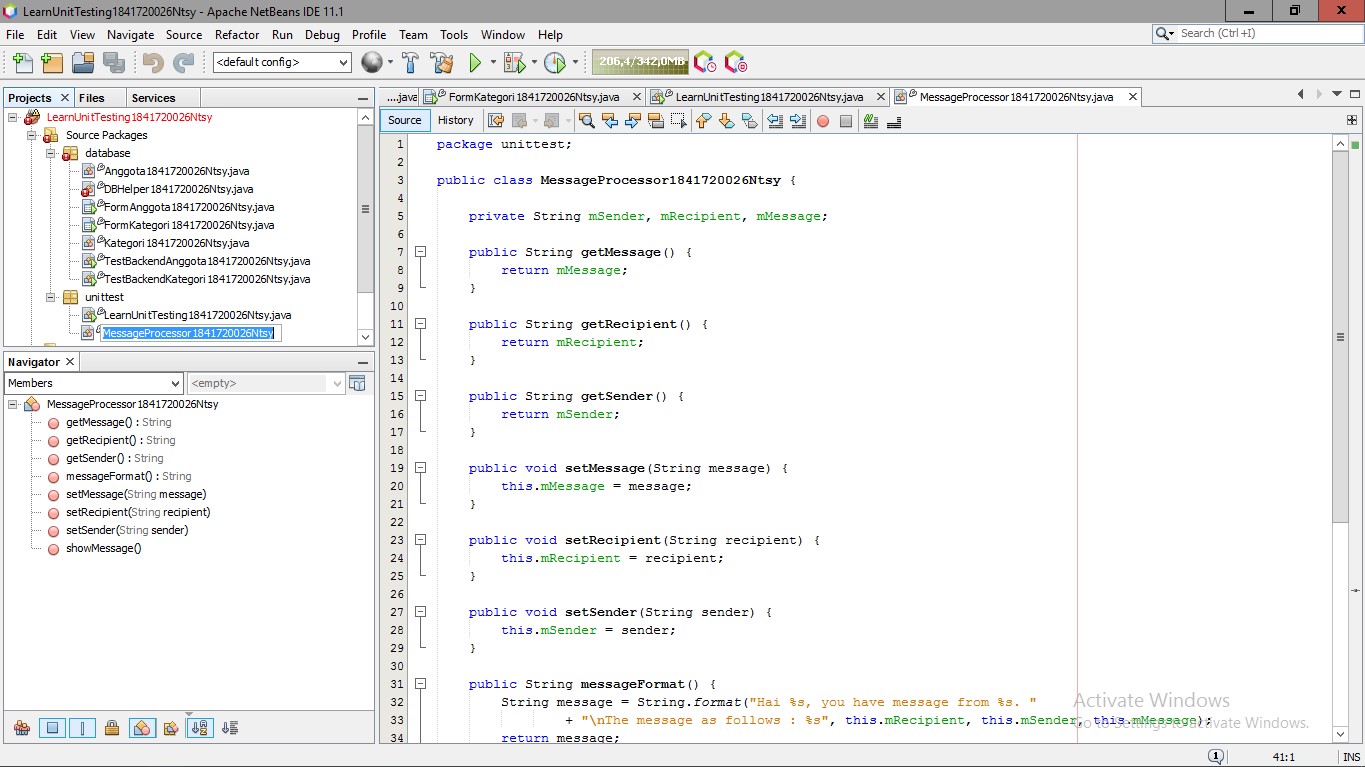 LearnUnitTesting1841720026Ntsy - Apache NetBeans IDE 11.1
File Edit View Navigate Source Refactor Run Debug Profile Team Tools Window Help
Search (Ctrl+I)
<default config>
206,4/342,0MB
Projects Files Services
LearnUnitTesting1841720026Ntsy
Source Packages
database
Anggota1841720026Ntsy.java
DBHelper1841720026Ntsy.java
FormAnggota1841720026Ntsy.java
FormKategori1841720026Ntsy.java
Kategori1841720026Ntsy.java
TestBackendAnggota1841720026Ntsy.java
TestBackendKategori1841720026Ntsy.java
unittest
LearnUnitTesting1841720026Ntsy.java
MessageProcessor1841720026Ntsy
Navigator
Members
<empty>
MessageProcessor1841720026Ntsy
getMessage() : String
getRecipient() : String
getSender() : String
messageFormat() : String
setMessage(String message)
setRecipient(String recipient)
setSender(String sender)
showMessage()
....java FormKategori1841720026Ntsy.java LearnUnitTesting1841720026Ntsy.java MessageProcessor1841720026Ntsy.java
Source History
1 package unittest;
2
3 public class MessageProcessor1841720026Ntsy {
4
5 private String mSender, mRecipient, mMessage;
6
7 public String getMessage() {
8 return mMessage;
9 }
10
11 public String getRecipient() {
12 return mRecipient;
13 }
14
15 public String getSender() {
16 return mSender;
17 }
18
19 public void setMessage(String message) {
20 this.mMessage = message;
21 }
22
23 public void setRecipient(String recipient) {
24 this.mRecipient = recipient;
25 }
26
27 public void setSender(String sender) {
28 this.mSender = sender;
29 }
30
31 public String messageFormat() {
32 String message = String.format("Hai %s, you have message from %s. "
33 + "\nThe message as follows : %s", this.mRecipient, this.mSender, this.mMessage);
34 return message;
Activate Windows
Go to Settings to activate Windows.
1
41:1
INS